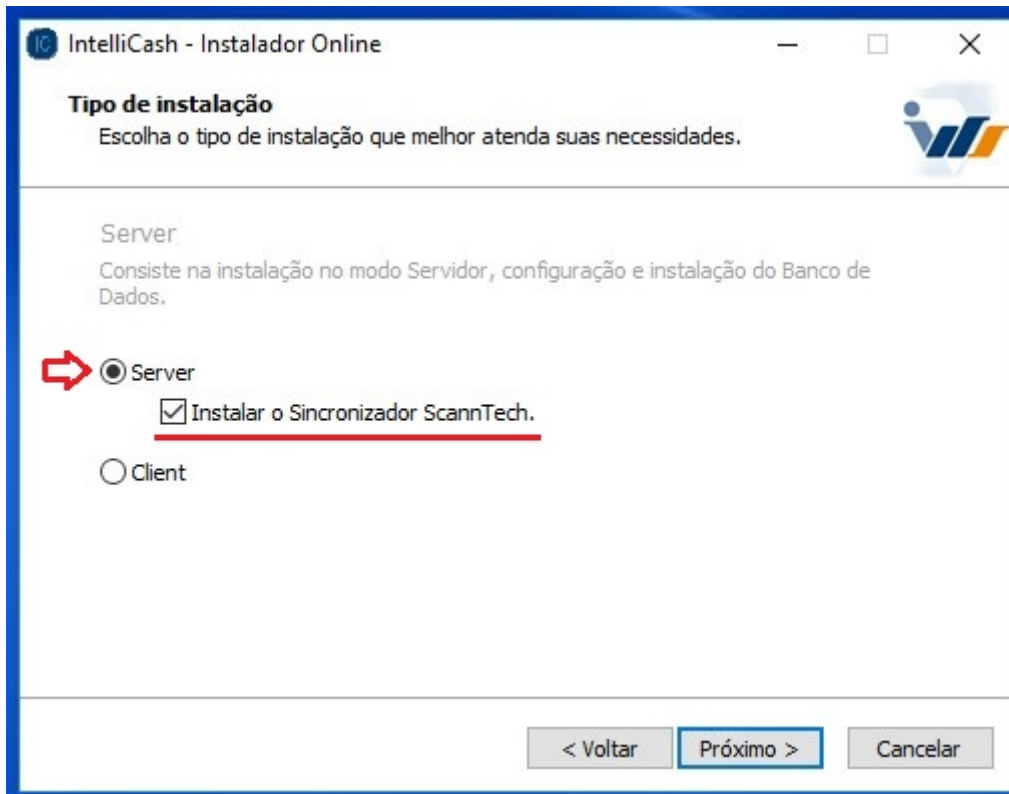 IntelliCash - Instalador Online
Tipo de instalação
Escolha o tipo de instalação que melhor atenda suas necessidades.
Server
Consiste na instalação no modo Servidor, configuração e instalação do Banco de
Dados.
Server
Instalar o Sincronizador ScannTech.
Client
< Voltar
Próximo >
Cancelar